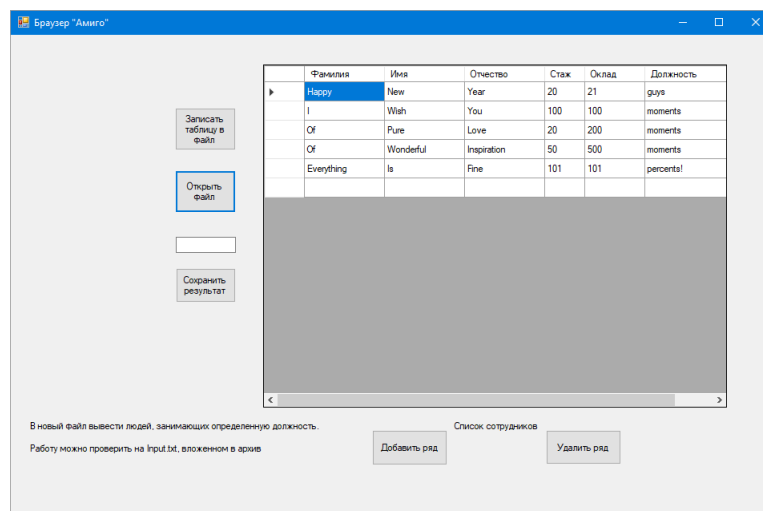 Браузер "Амиго"
Фамилия Имя Отчество Стаж Оклад Должность
Happy New Year 20 21 guys
I Wish You 100 100 moments
Of Pure Love 20 200 moments
Of Wonderful Inspiration 50 500 moments
Everything Is Fine 101 101 percents!
Записать
таблицу в
файл
Открыть
файл
Сохранить
результат
В новый файл вывести людей, занимающих определенную должность.
Список сотрудников
Работу можно проверить на Input.txt, вложенном в архив
Добавить ряд
Удалить ряд